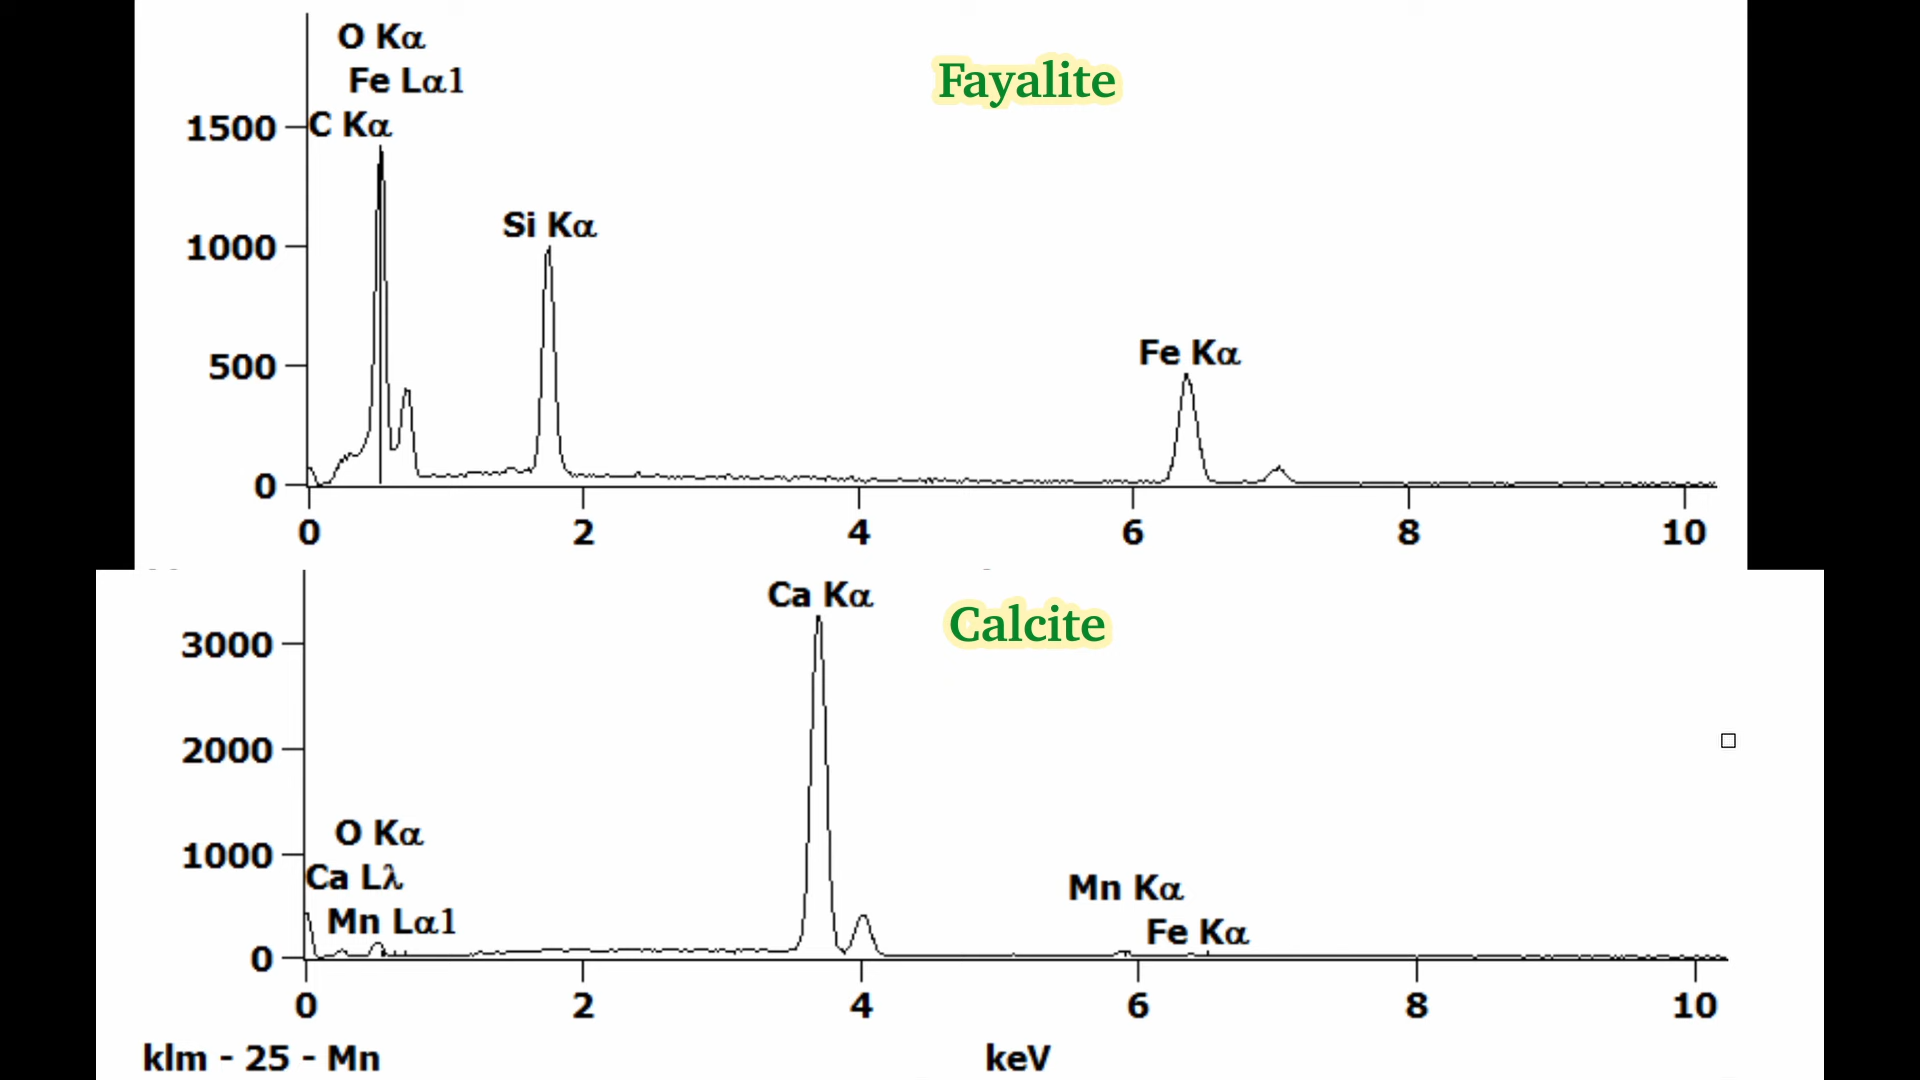 O Kα
Fayalite
Fe Lα1
1500 C Kα
Si Kα
1000
Fe Kα
500
0
0 2 4 6 8 10
Ca Kα
Calcite
3000
2000
O Kα
1000
Ca Lλ
Mn Kα
Mn Lα1
Fe Kα
0
0 2 4 6 8 10
klm - 25 - Mn keV